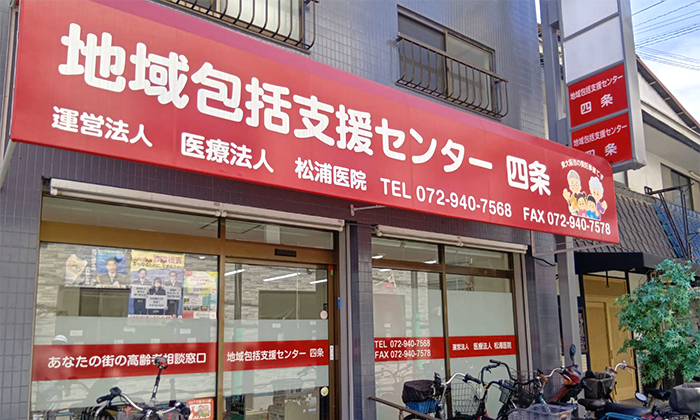 地域包括支援センター 四条
運営法人 医療法人 松浦医院 TEL 072-940-7568 FAX 072-940-7578
地域包括支援センター
四条
地域包括支援センター
四条
あなたの街の高齢者相談窓口
地域包括支援センター 四条
TEL 072-940-7568
FAX 072-940-7578
運営法人 医療法人 松浦医院